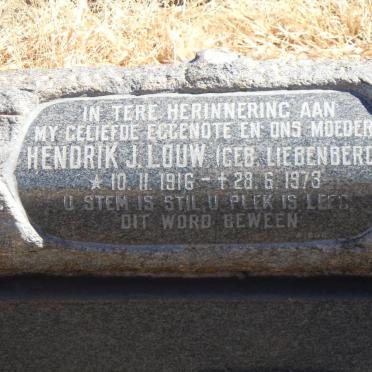 IN TERE HERINNERING AAN
MY GELIEFDE EGGENOTE EN ONS MOEDER
HENDRIK J. LOUW (GEB. LIEBENBERG
* 10.11.1916 - † 28.6.1973
U STEM IS STIL U PLEK IS LEEG
DIT WORD BEWEEN